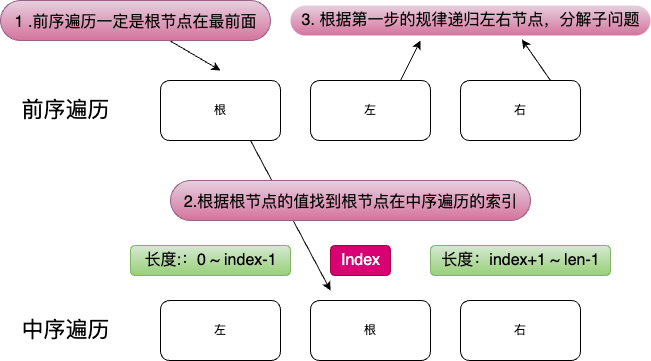 1 .前序遍历一定是根节点在最前面
3. 根据第一步的规律递归左右节点，分解子问题
前序遍历
根
左
右
2.根据根节点的值找到根节点在中序遍历的索引
长度:：0 ~ index-1
Index
长度：index+1 ~ len-1
中序遍历
左
根
右